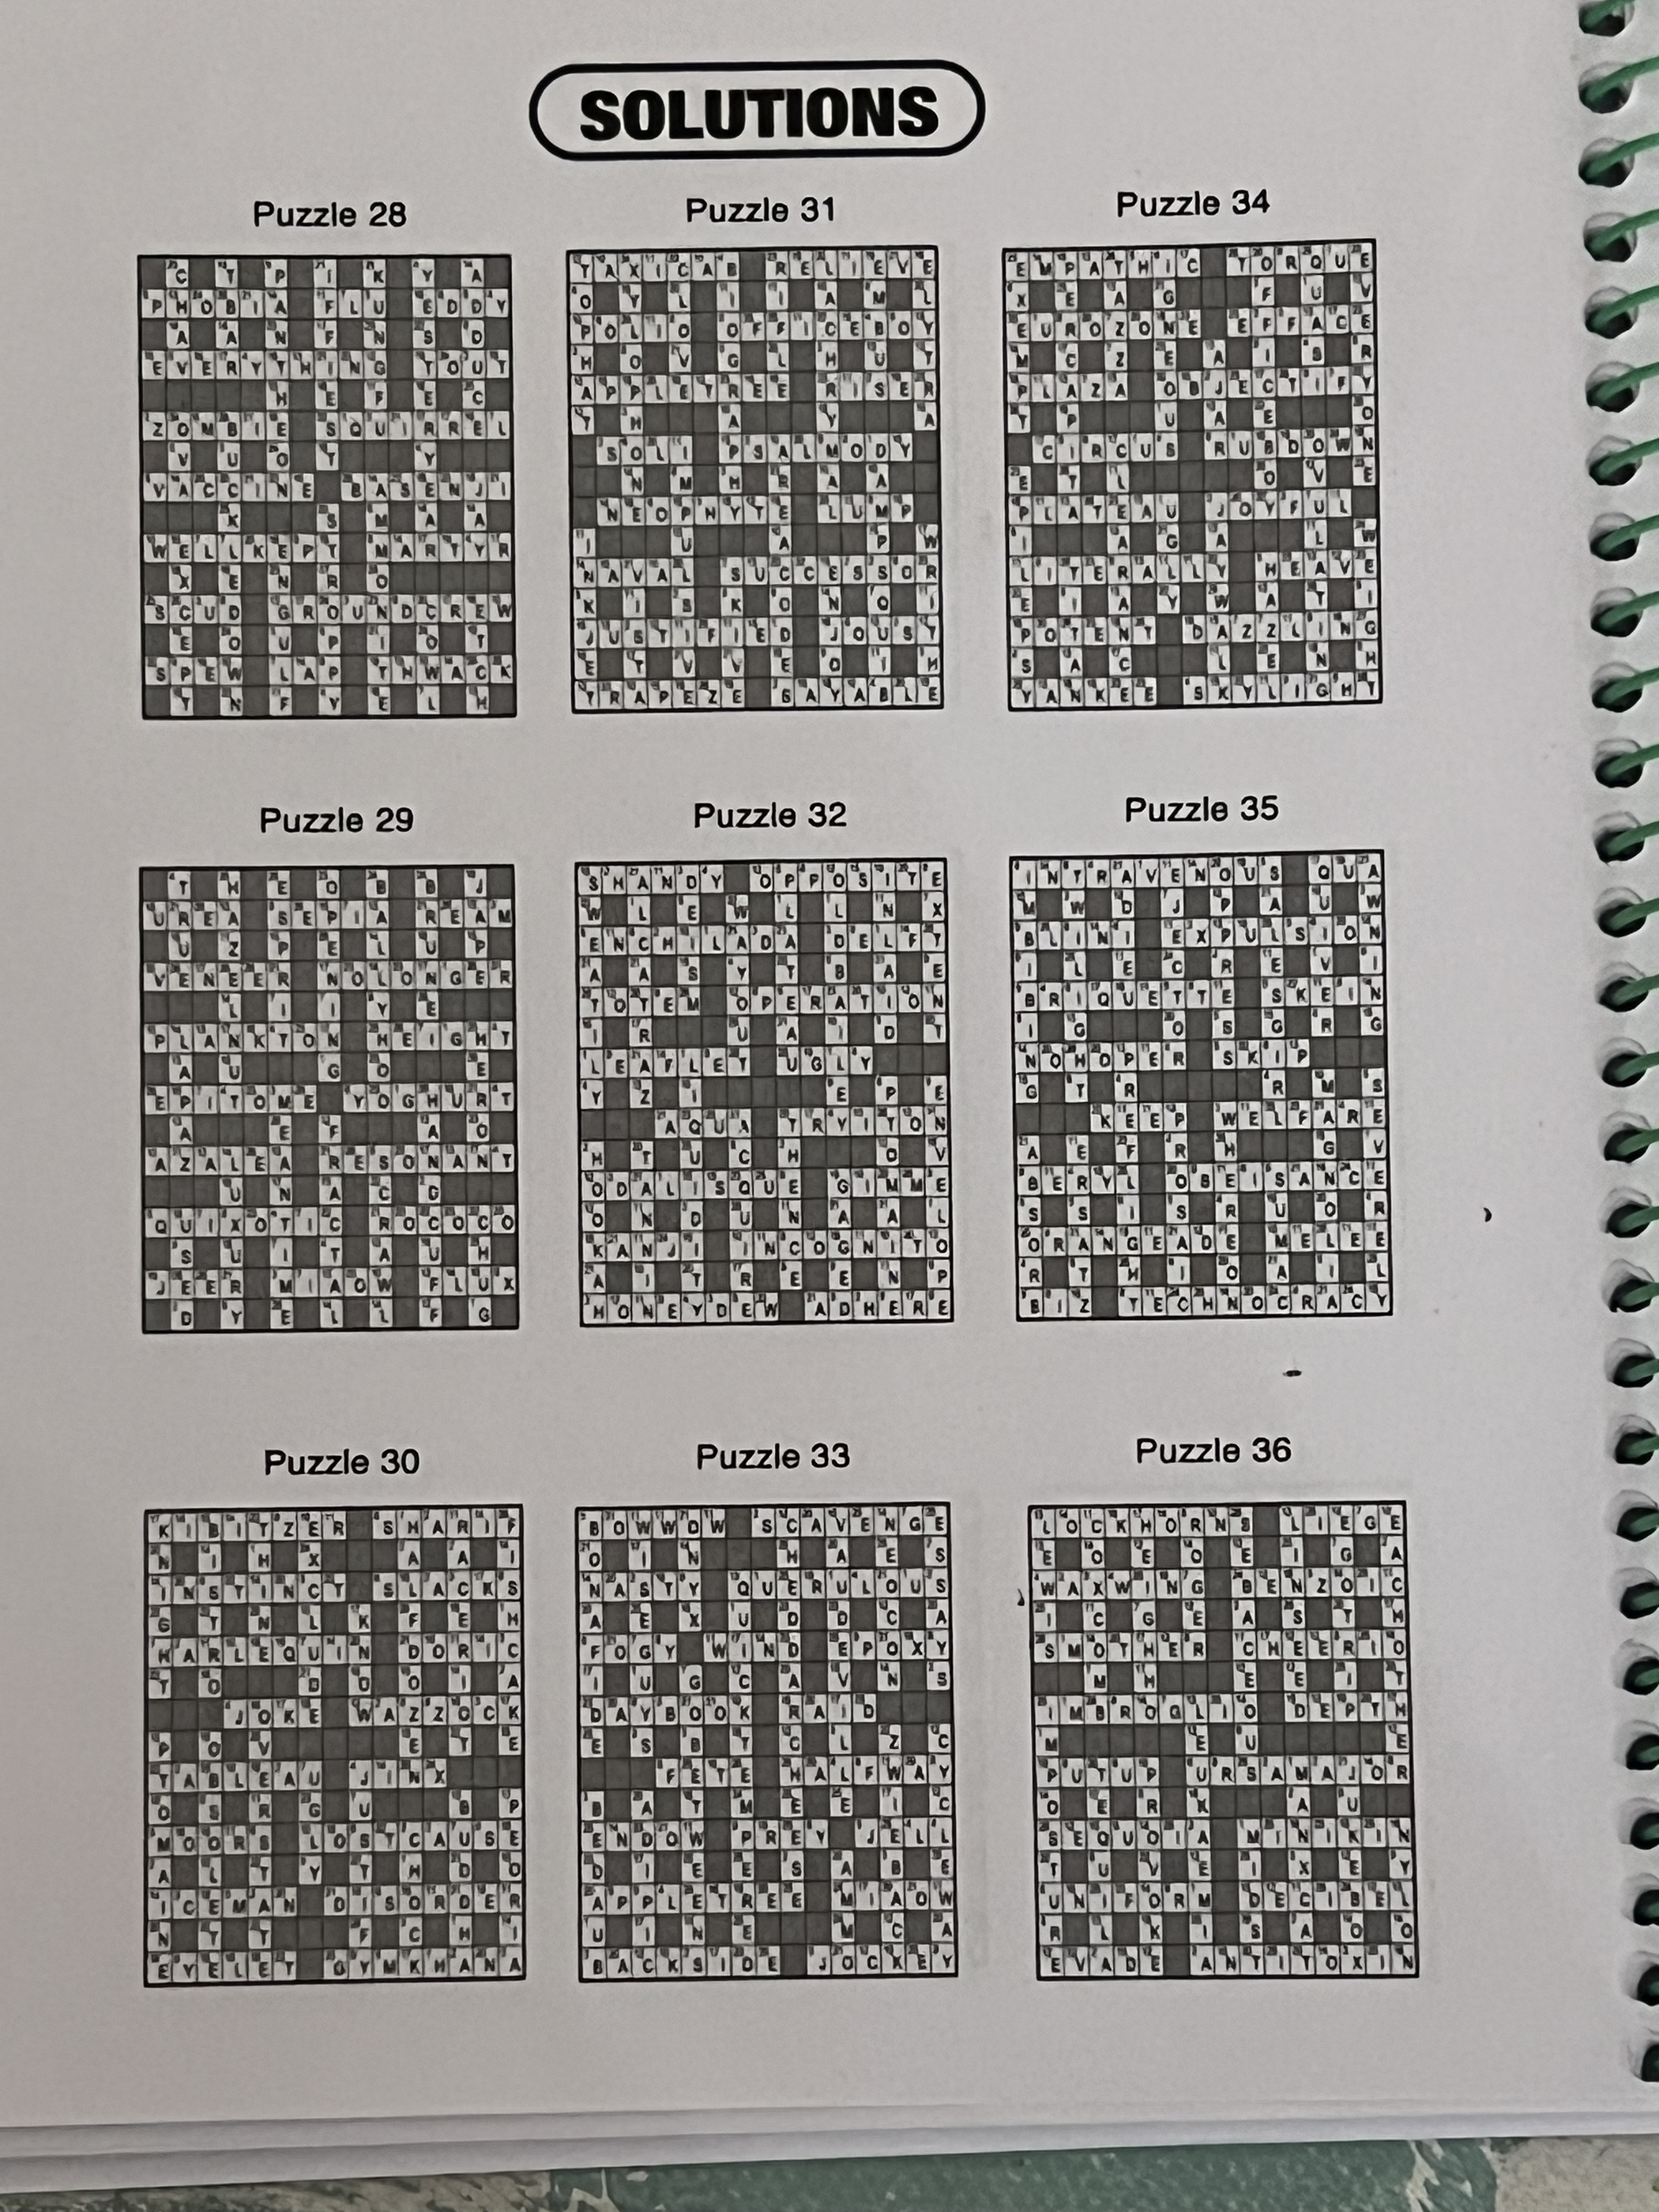 SOLUTIONS
Puzzle 28
C T P I K Y A
PHOBIA FLU EDDY
A A N F N S D
EVERYTHING TOUT
H E F E C
ZOMBIE SQUIRREL
V U O T Y
VACCINE BASENJI
K S M A A
WELLKEPT MARTYR
X E N R O
SCUD GROUNDCREW
E O U P I O T
SPEW LAP THWACK
T N F Y E L H
Puzzle 31
TAXICAB RELIEVE
O Y L I I A M L
POLIO OFFICEBOY
H O V G L H U T
APPLETREE RISER
T H A Y A
SOLI PSALMODY
N M H R A A
NEOPHYTE LUMP
I U A P W
NAVAL SUCCESSOR
K I S K O N O I
JUSTIFIED JOUST
E T V V E O I H
TRAPEZE SAYABLE
Puzzle 34
EMPATHIC TORQUE
X E A G F U V
EUROZONE EFFACE
M C Z E A I B R
PLAZA OBJECTIFY
T P U A E O
CIRCUS RUBDOWN
E T L O V E
PLATEAU JOYFUL
I A G A L W
LITERALLY HEAVE
E I A Y W A T I
POTENT DAZZLING
S A C L E N H
YANKEE SKYLIGHT
Puzzle 29
T H E O B B J
UREA SEPIA REAM
U Z P E L U P
VENEER NOLONGER
L I I Y E
PLANKTON HEIGHT
A U G O E
EPITOME YOGHURT
A E F A O
AZALEA RESONANT
U N A C G
QUIXOTIC ROCOCO
S U I T A U H
JEER MIAOW FLUX
D Y E L L F G
Puzzle 32
SHANDY OPPOSITE
W L E W L L N X
ENCHILADA DELFT
A A S Y T B A E
TOTEM OPERATION
I R U A I D T
LEAFLET UGLY
Y Z I E P E
AQUA TRYITON
H T U C H O V
ODALISQUE GIMME
O N D U N A A L
KANJI INCOGNITO
A I T R E E N P
HONEYDEW ADHERE
Puzzle 35
INTRAVENOUS QUA
M W D J P A U W
BLINI EXPULSION
I L E C R E V I
BRIQUETTE SKEIN
I G O S G R G
NOHOPER SKIP
G T R R M S
KEEP WELFARE
A E F R H G V
BERYL OBEISANCE
S S I S R U O R
ORANGEADE MELEE
R T H I O A I L
BIZ TECHNOCRACY
Puzzle 30
KIBITZER SHARIF
N I H X A A I
INSTINCT SLACKS
G T N L K F E H
HARLEQUIN DORIC
T O D O O I A
JOKE WAZZOCK
P O V E T E
TABLEAU JINX
O S R G U B P
MOORS LOSTCAUSE
A L T Y T H D O
ICEMAN DISORDER
N T T F C H I
EYELET GYMKHANA
Puzzle 33
BOWWOW SCAVENGE
O I N H A E S
NASTY QUERULOUS
A E X U D D C A
FOGY WIND EPOXY
I U G C A V N S
DAYBOOK RAID
E S B T G L Z C
FETE HALFWAY
B A T M E E I C
ENDOW PREY JELL
D I E E S A B E
APPLETREE MIAOW
U I N E M C A
BACKSIDE JOCKEY
Puzzle 36
LOCKHORNS LIEGE
E O E O E I G A
WAXWING BENZOIC
I C G E A S T H
SMOTHER CHEERIO
M H E E I T
IMBROGLIO DEPTH
M E U E
PUTUP URSAMAJOR
O E R X A U
SEQUOIA MINIKIN
T U V E I X E Y
UNIFORM DECIBEL
R L K I S A O O
EVADE ANTITOXIN